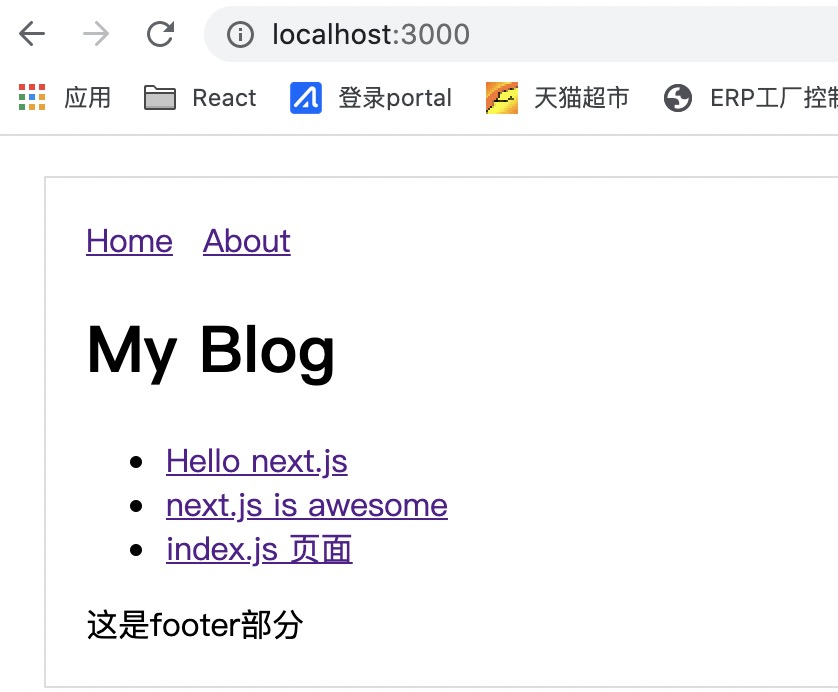 localhost:3000
应用 React 登录portal 天猫超市 ERP工厂控制
Home About
My Blog
Hello next.js
next.js is awesome
index.js 页面
这是footer部分